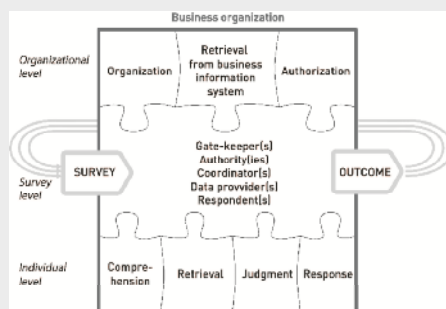 Business organization
Organizational
level
Organization
Retrieval
from business
information
system
Authorization
Gate-keeper(s)
Authority(ies)
Coordinator(s)
Data provvider(s)
Respondent(s)
SURVEY
OUTCOME
Survey
level
Individual
level
Compre-
hension
Retrieval
Judgment
Response